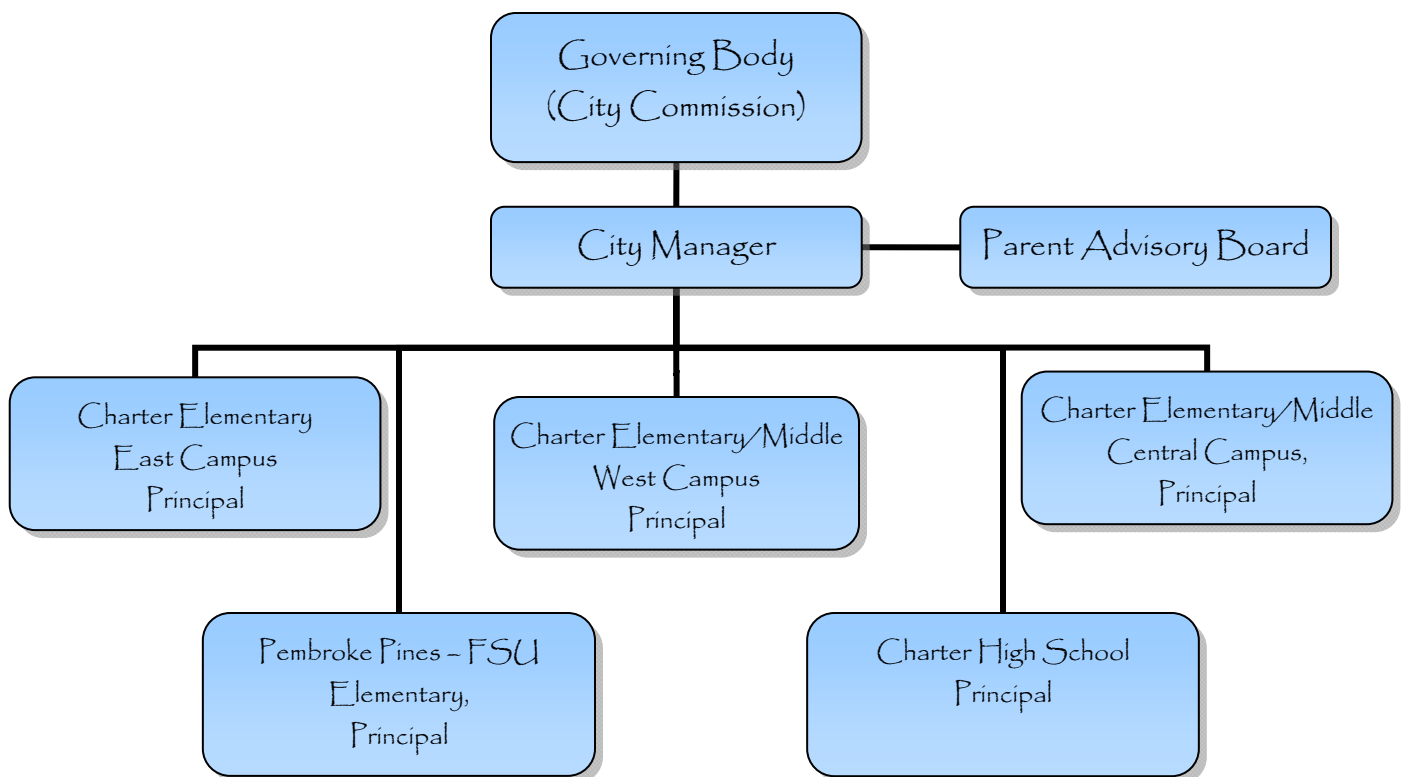 Governing Body
(City Commission)
City Manager
Parent Advisory Board
Charter Elementary
East Campus
Principal
Charter Elementary/Middle
West Campus
Principal
Charter Elementary/Middle
Central Campus,
Principal
Pembroke Pines – FSU
Elementary,
Principal
Charter High School
Principal